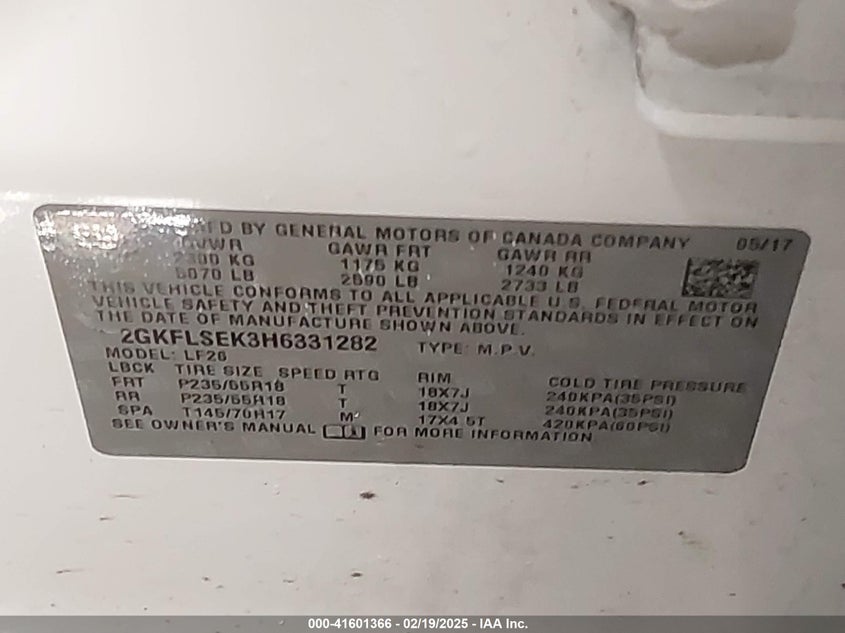 MFD BY GENERAL MOTORS OF CANADA COMPANY 05/17
GVWR GAWR FRT GAWR RR
2300 KG 1175 KG 1240 KG
5070 LB 2590 LB 2733 LB
THIS VEHICLE CONFORMS TO ALL APPLICABLE U.S. FEDERAL MOTOR
VEHICLE SAFETY AND THEFT PREVENTION STANDARDS IN EFFECT ON
THE DATE OF MANUFACTURE SHOWN ABOVE.
2GKFLSEK3H6331282 TYPE: M.P.V.
MODEL: LF26
LBCK TIRE SIZE SPEED RTG RIM COLD TIRE PRESSURE
FRT P235/55R18 T 18X7J 240KPA(35PSI)
RR P235/55R18 T 18X7J 240KPA(35PSI)
SPA T145/70R17 M 17X4.5T 420KPA(60PSI)
SEE OWNER'S MANUAL FOR MORE INFORMATION
000-41601366 - 02/19/2025 - IAA Inc.